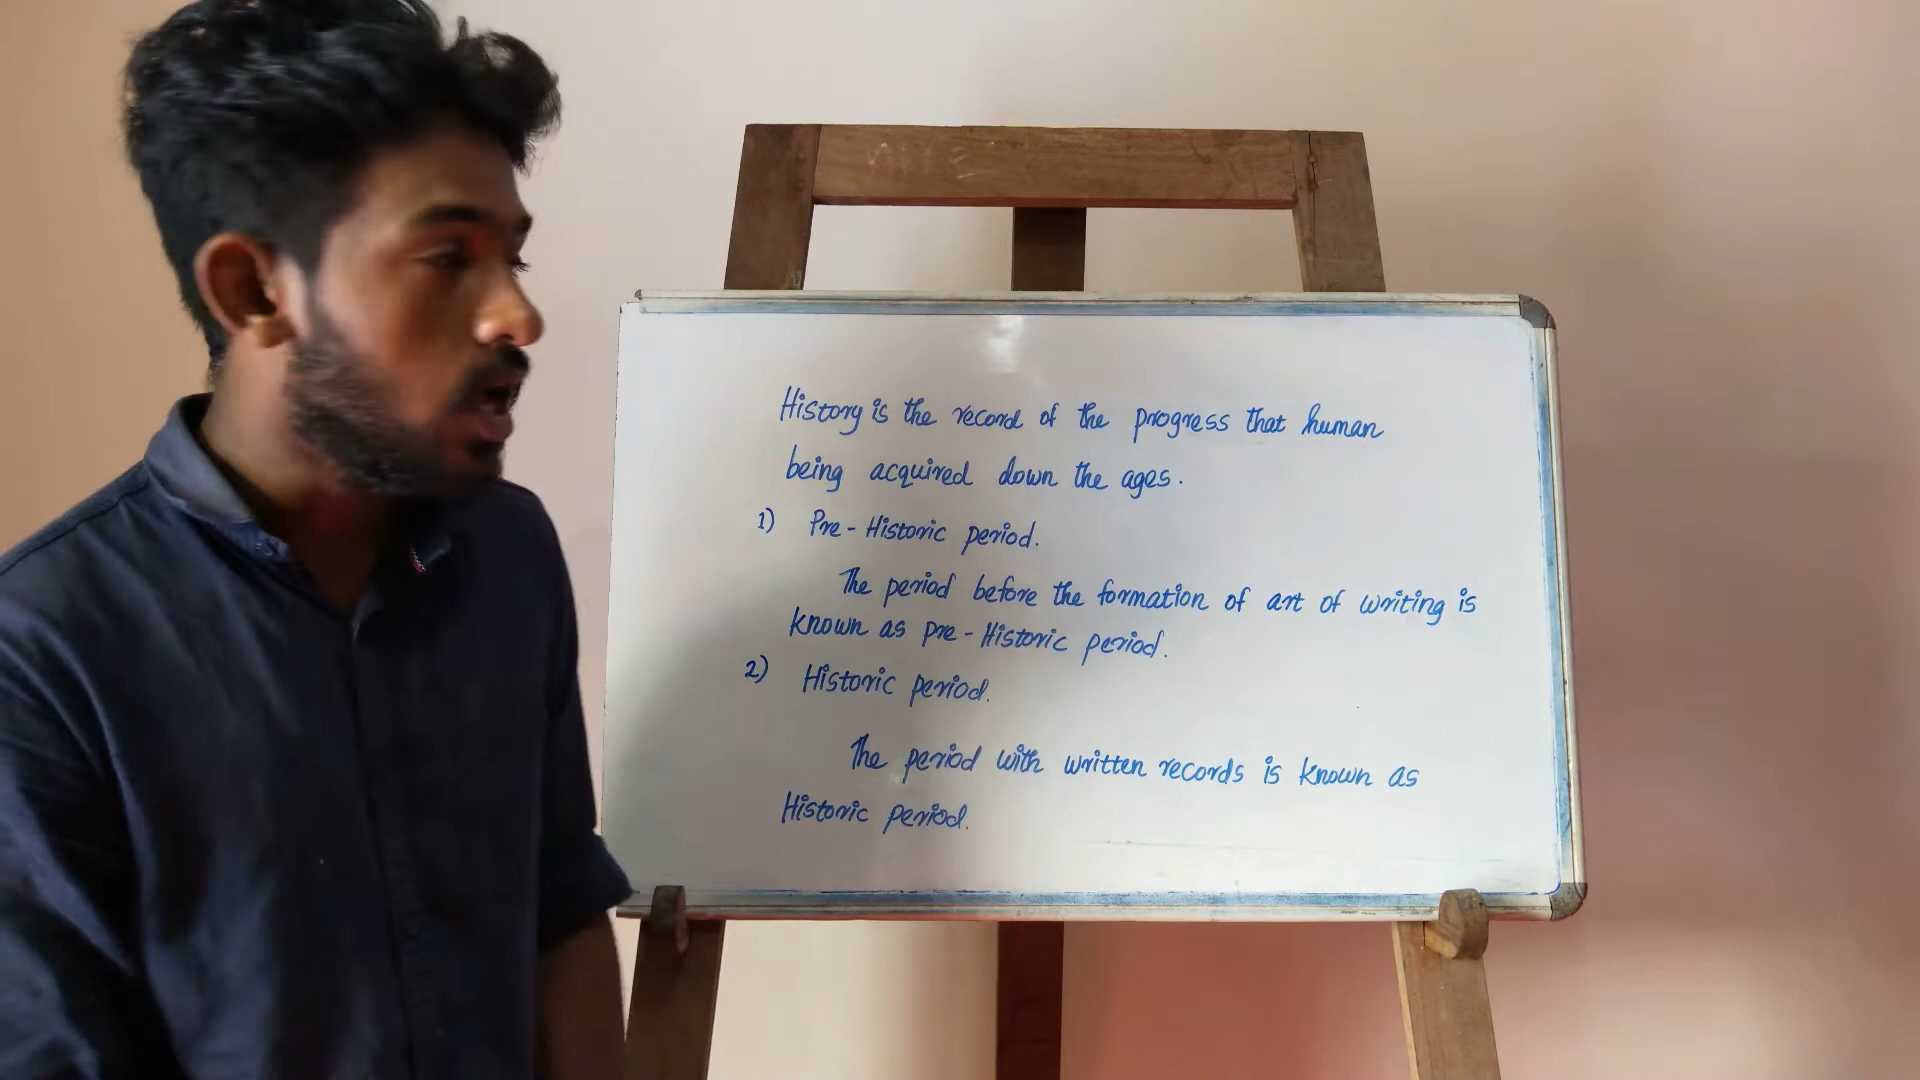 History is the record of the progress that human
being acquired down the ages.
1) Pre-Historic period.
The period before the formation of art of writing is
known as pre-Historic period.
2) Historic period.
The period with written records is known as
Historic period.